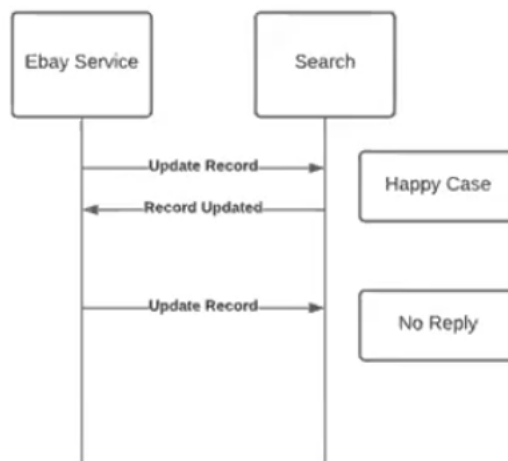 Ebay Service
Search
Update Record
Happy Case
Record Updated
Update Record
No Reply